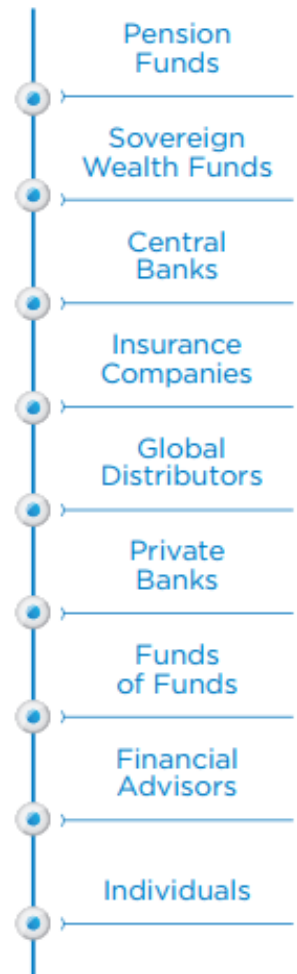 Pension
Funds
Sovereign
Wealth Funds
Central
Banks
Insurance
Companies
Global
Distributors
Private
Banks
Funds
of Funds
Financial
Advisors
Individuals